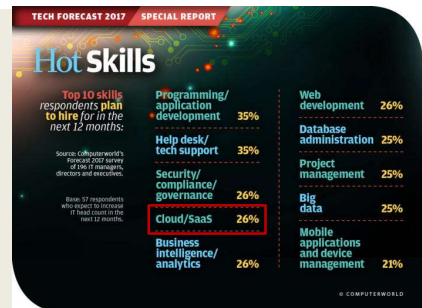 TECH FORECAST 2017 SPECIAL REPORT
Hot Skills
Top 10 skills
respondents plan
to hire for in the
next 12 months:
Source: Computerworld's
Forecast 2017 survey
of 196 IT managers,
directors and executives.
Base: 57 respondents
who expect to increase
IT head count in the
next 12 months.
Programming/
application
development 35%
Help desk/
tech support 35%
Security/
compliance/
governance 26%
Cloud/SaaS 26%
Business
intelligence/
analytics 26%
Web
development 26%
Database
administration 25%
Project
management 25%
Big
data 25%
Mobile
applications
and device
management 21%
© COMPUTERWORLD